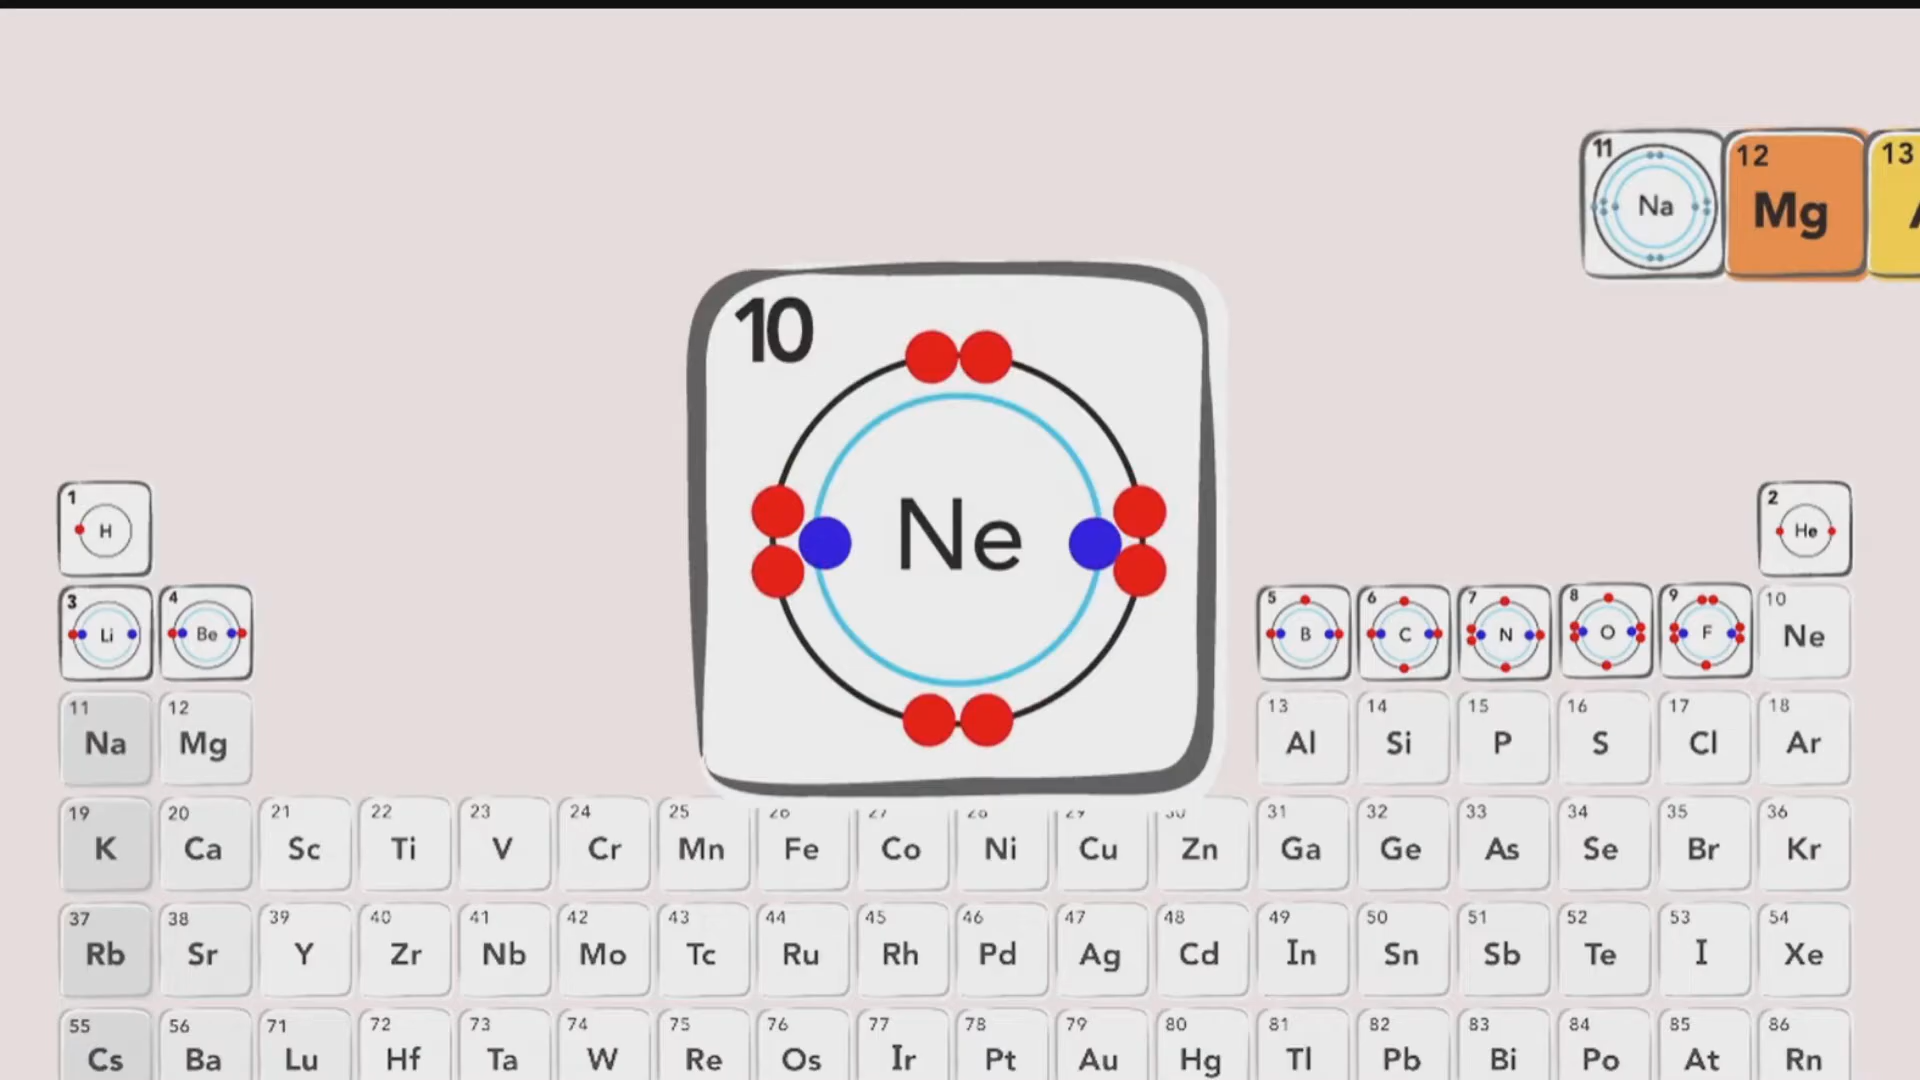 11 Na 12 Mg 13
10
Ne
1 H 2 He
3 Li 4 Be 5 B 6 C 7 N 8 O 9 F 10 Ne
11 Na 12 Mg 13 Al 14 Si 15 P 16 S 17 Cl 18 Ar
19 K 20 Ca 21 Sc 22 Ti 23 V 24 Cr 25 Mn 26 Fe 27 Co 28 Ni 29 Cu 30 Zn 31 Ga 32 Ge 33 As 34 Se 35 Br 36 Kr
37 Rb 38 Sr 39 Y 40 Zr 41 Nb 42 Mo 43 Tc 44 Ru 45 Rh 46 Pd 47 Ag 48 Cd 49 In 50 Sn 51 Sb 52 Te 53 I 54 Xe
55 Cs 56 Ba 71 Lu 72 Hf 73 Ta 74 W 75 Re 76 Os 77 Ir 78 Pt 79 Au 80 Hg 81 Tl 82 Pb 83 Bi 84 Po 85 At 86 Rn